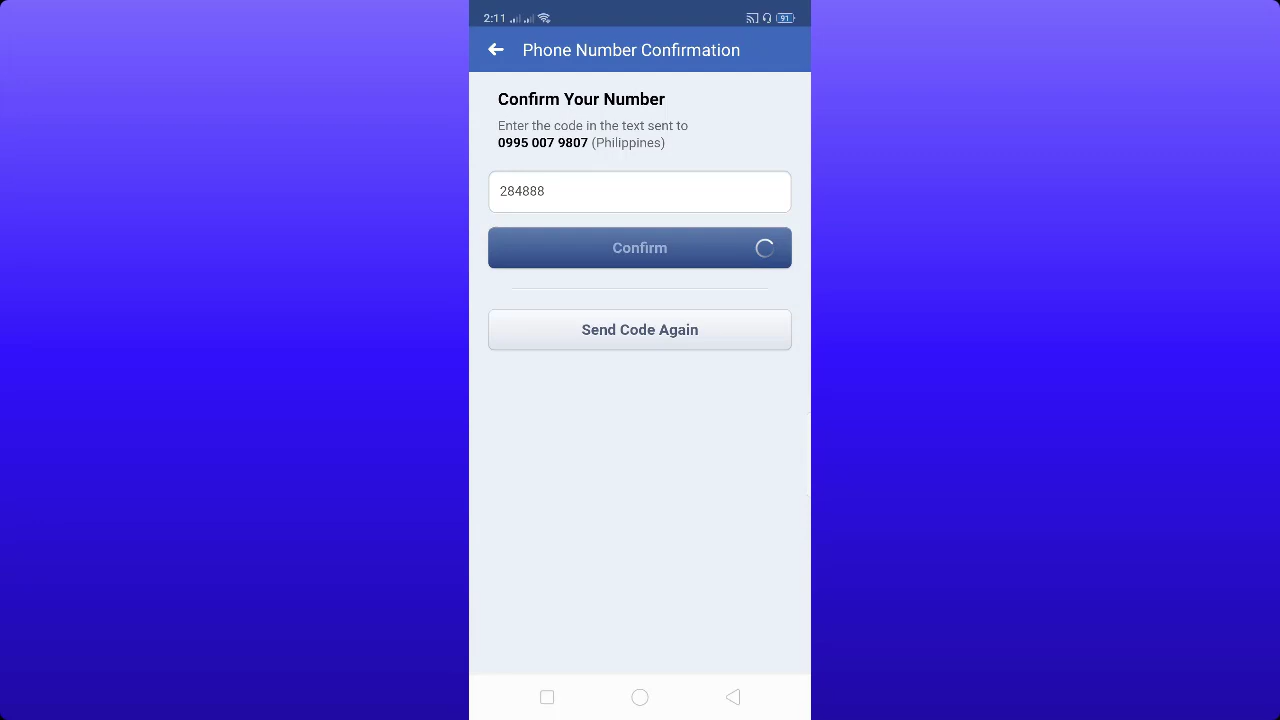 2:11
91
Phone Number Confirmation
Confirm Your Number
Enter the code in the text sent to
0995 007 9807 (Philippines)
284888
Confirm
Send Code Again